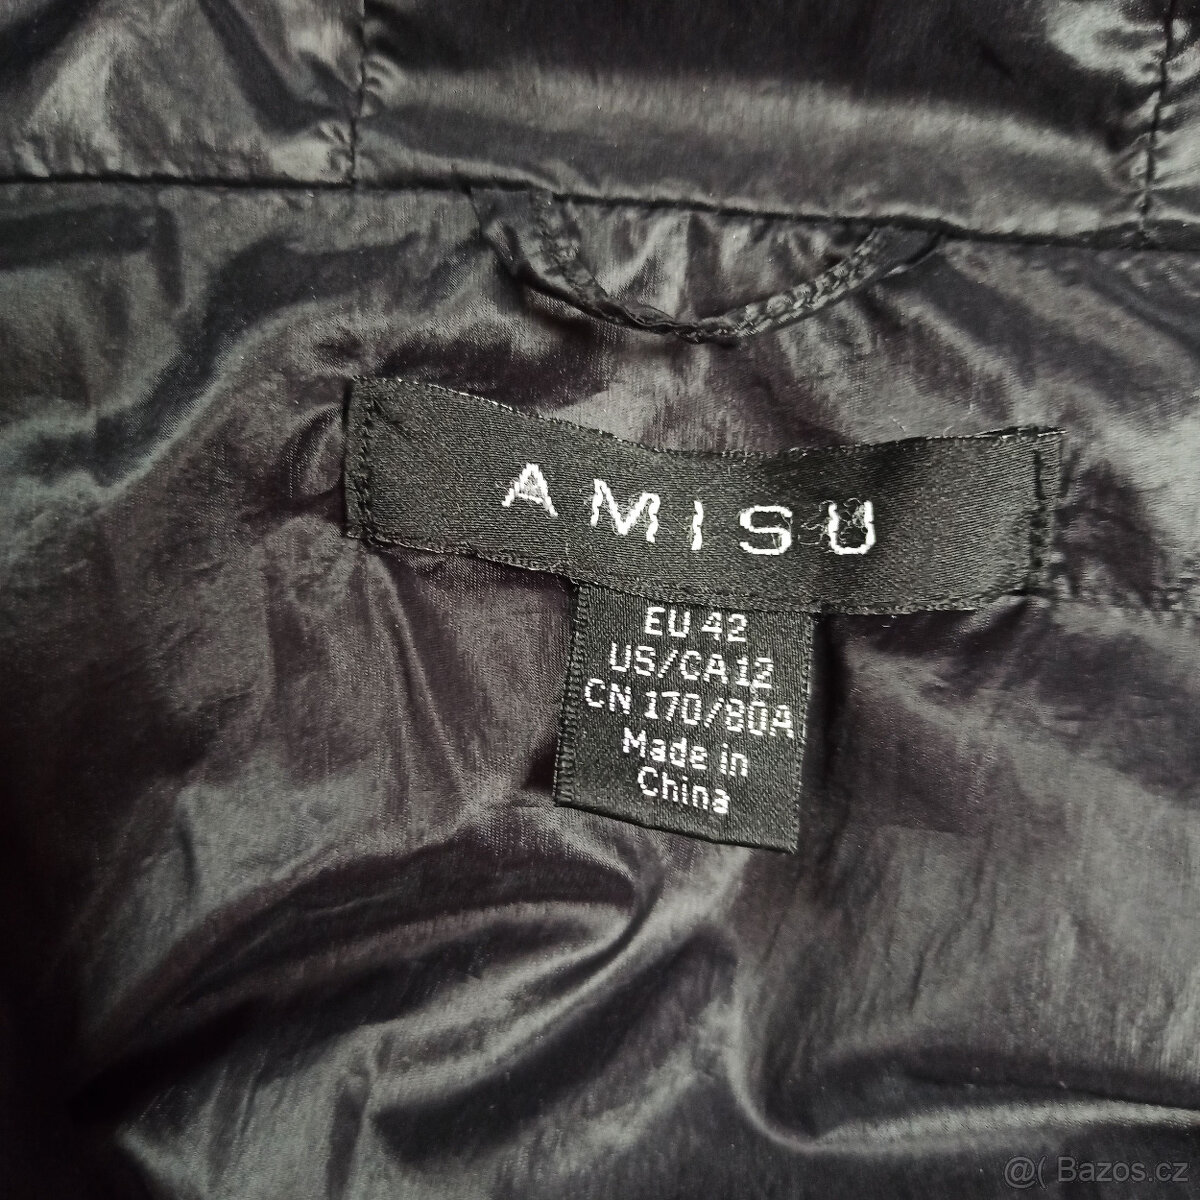 AMISU
EU 42
US/CA 12
CN 170/80A
Made in
China
@( Bazos.cz